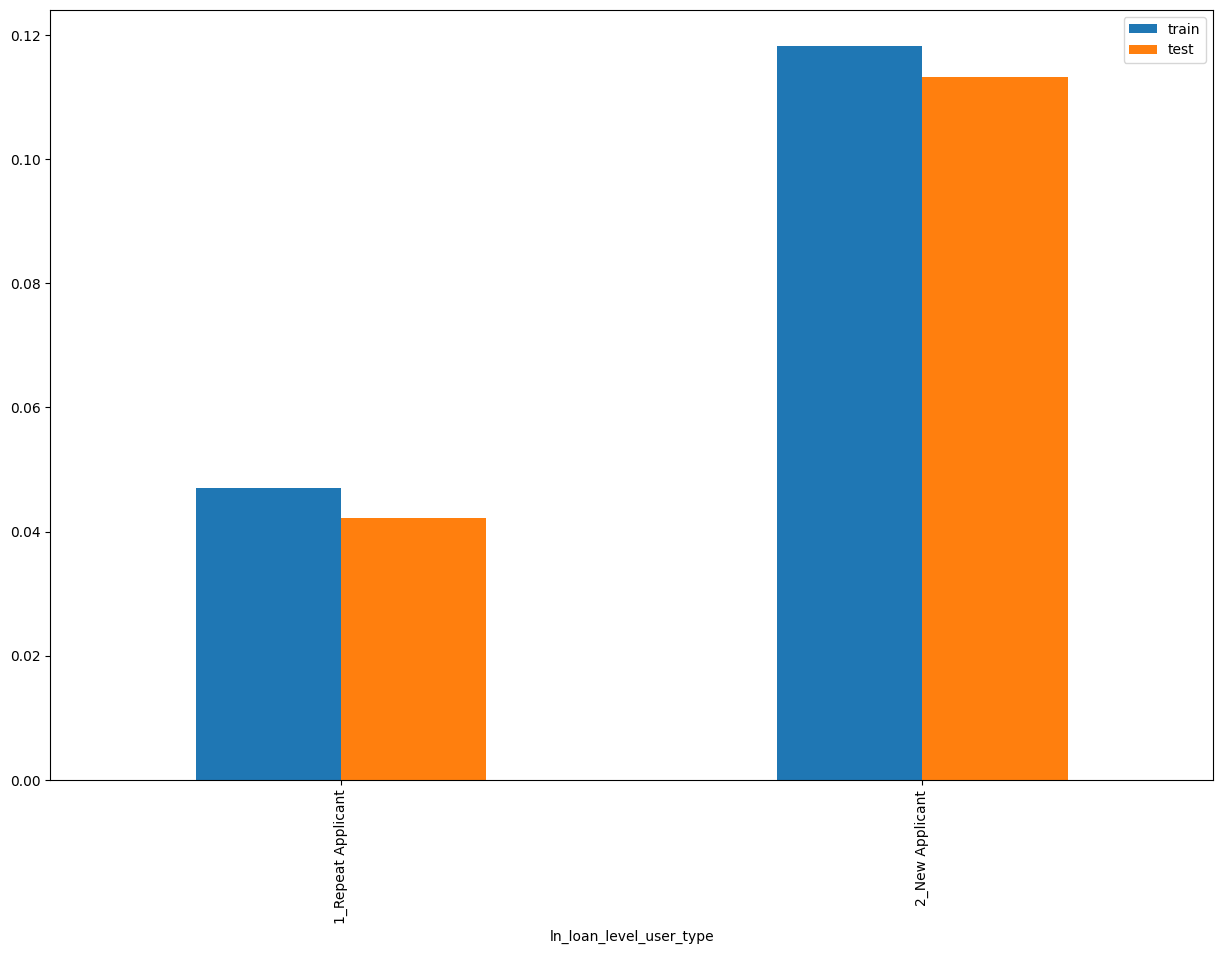 train
test
0.12
0.10
0.08
0.06
0.04
0.02
0.00
1_Repeat Applicant
2_New Applicant
ln_loan_level_user_type